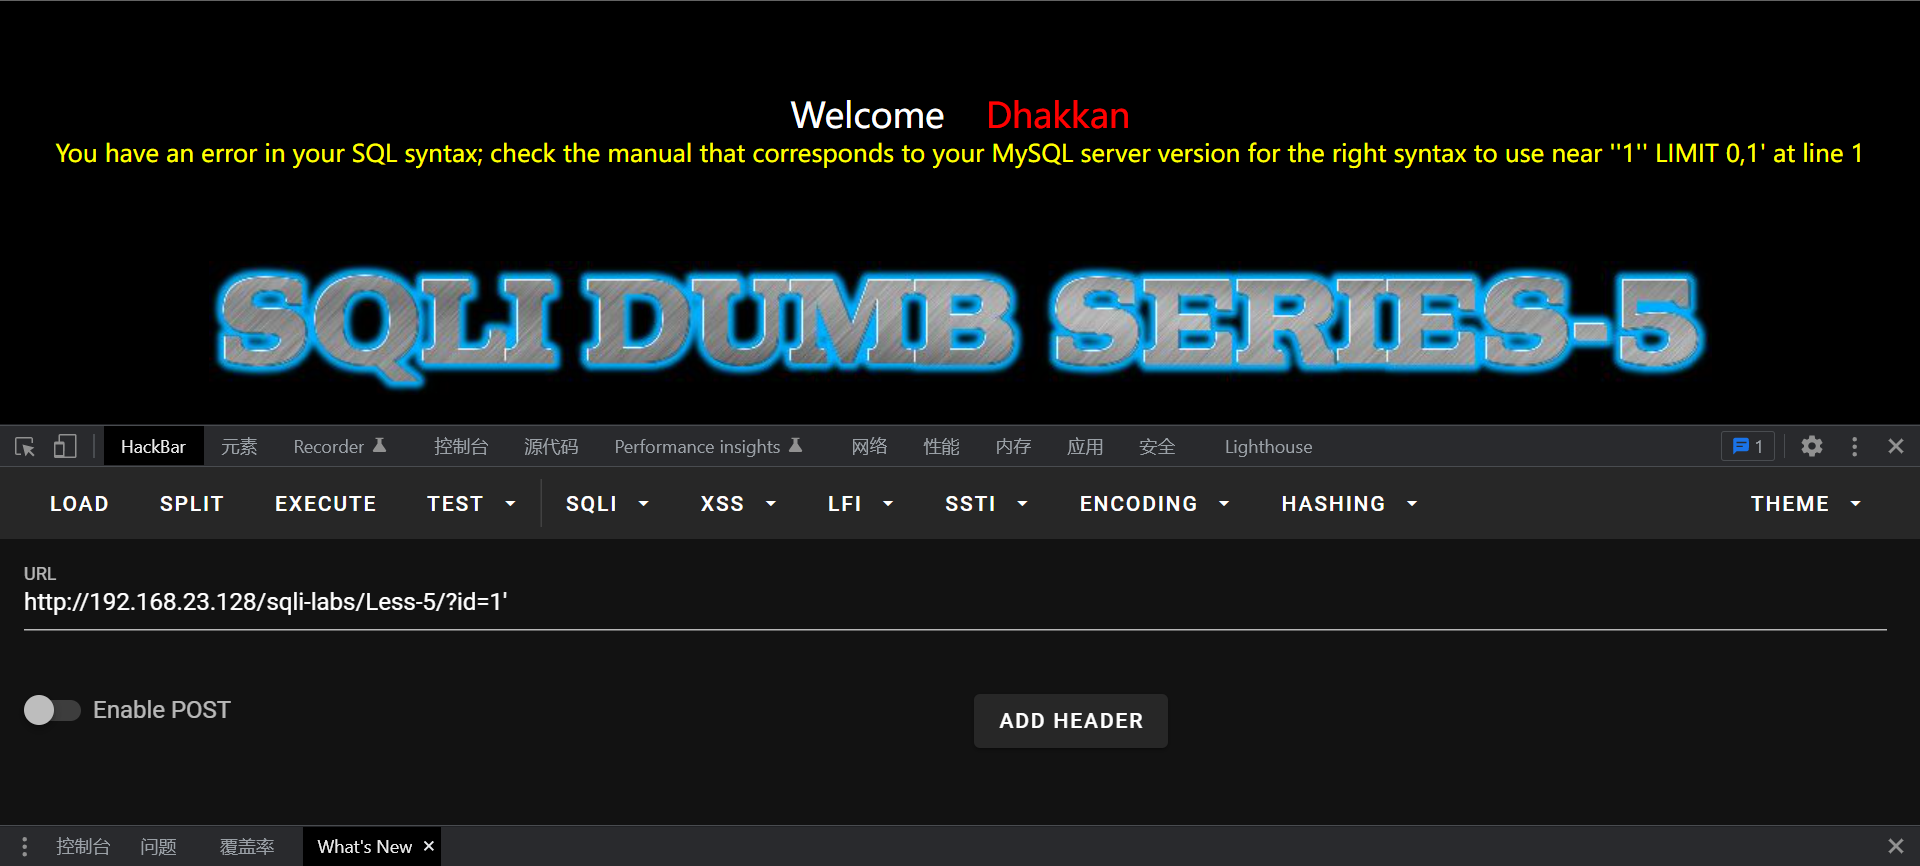 Welcome Dhakkan
You have an error in your SQL syntax; check the manual that corresponds to your MySQL server version for the right syntax to use near ''1'' LIMIT 0,1' at line 1
SQLI DUMB SERIES-5
HackBar 元素 Recorder 控制台 源代码 Performance insights 网络 性能 内存 应用 安全 Lighthouse 1
LOAD SPLIT EXECUTE TEST SQLI XSS LFI SSTI ENCODING HASHING THEME
URL
http://192.168.23.128/sqli-labs/Less-5/?id=1'
Enable POST ADD HEADER
控制台 问题 覆盖率 What's New